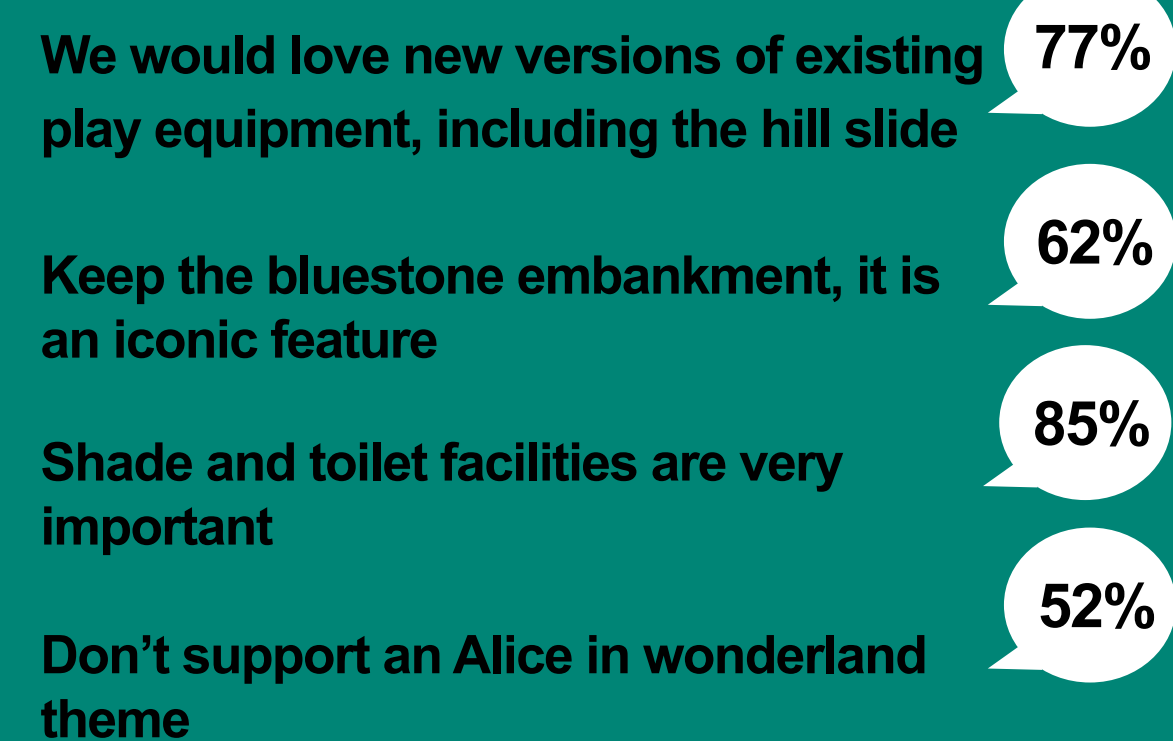 We would love new versions of existing
play equipment, including the hill slide
77%
Keep the bluestone embankment, it is
an iconic feature
62%
Shade and toilet facilities are very
important
85%
Don’t support an Alice in wonderland
theme
52%